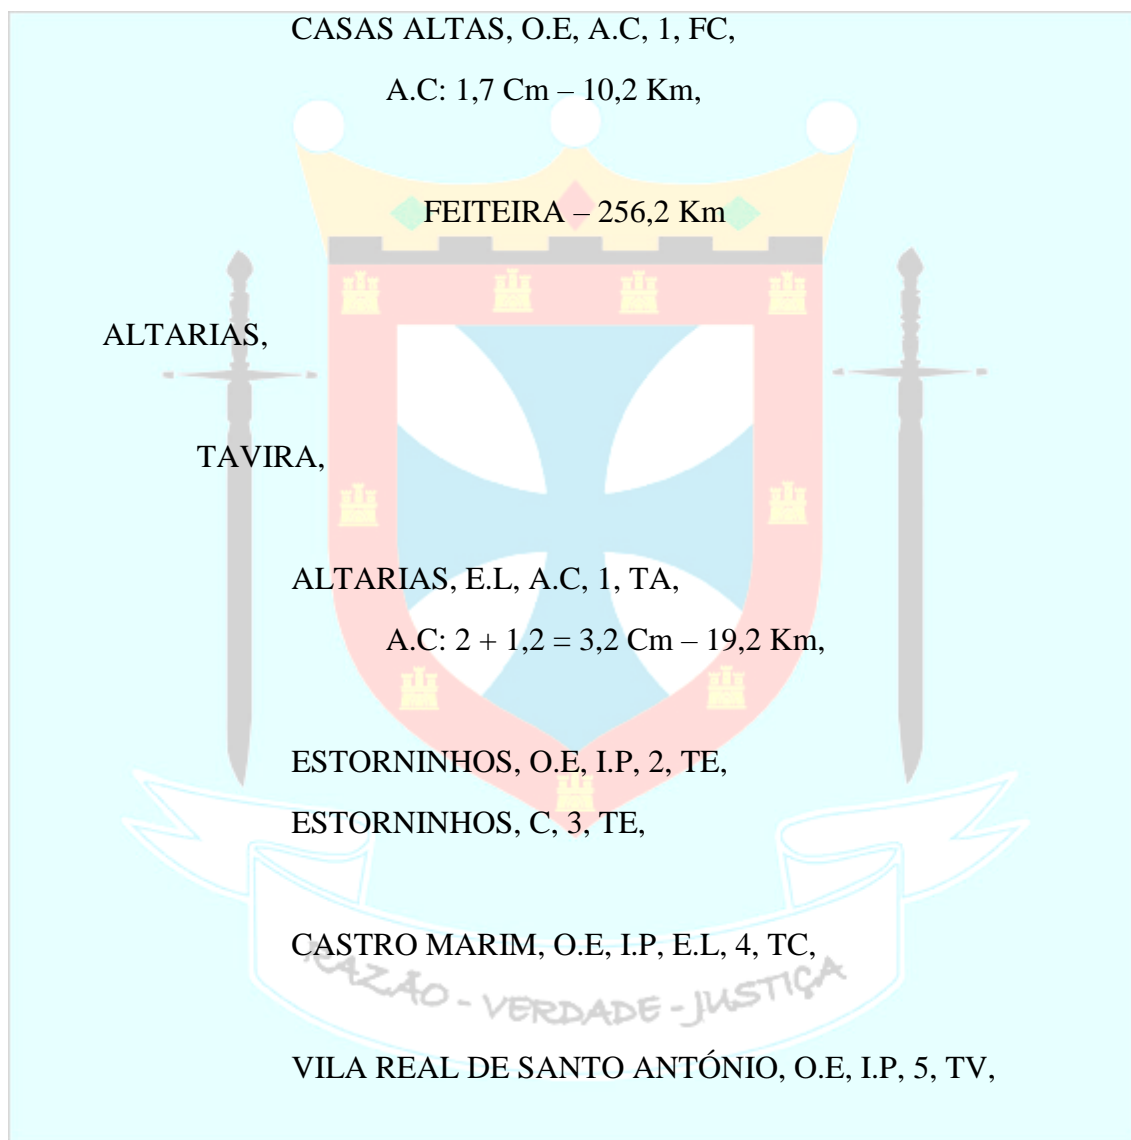 CASAS ALTAS, O.E, A.C, 1, FC,
A.C: 1,7 Cm – 10,2 Km,
FEITEIRA – 256,2 Km
ALTARIAS,
TAVIRA,
ALTARIAS, E.L, A.C, 1, TA,
A.C: 2 + 1,2 = 3,2 Cm – 19,2 Km,
ESTORNINHOS, O.E, I.P, 2, TE,
ESTORNINHOS, C, 3, TE,
CASTRO MARIM, O.E, I.P, E.L, 4, TC,
RAZÃO - VERDADE - JUSTIÇA
VILA REAL DE SANTO ANTÓNIO, O.E, I.P, 5, TV,